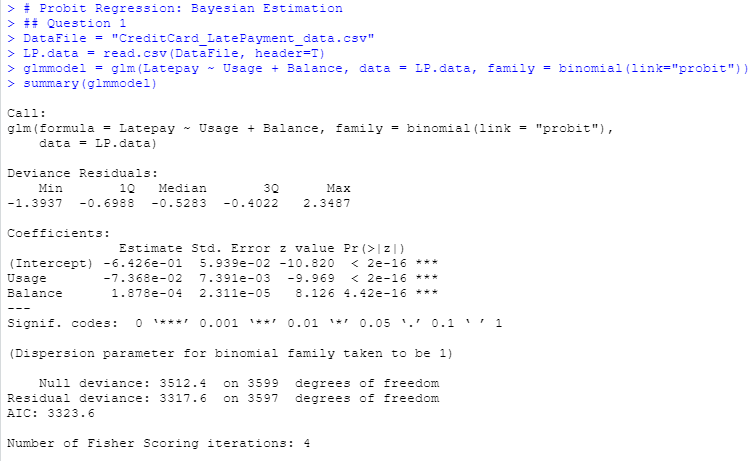 > # Probit Regression: Bayesian Estimation
> ## Question 1
> DataFile = "CreditCard_LatePayment_data.csv"
> LP.data = read.csv(DataFile, header=T)
> glmmodel = glm(Latepay ~ Usage + Balance, data = LP.data, family = binomial(link="probit"))
> summary(glmmodel)

Call:
glm(formula = Latepay ~ Usage + Balance, family = binomial(link = "probit"),
    data = LP.data)

Deviance Residuals:
    Min      1Q  Median      3Q     Max
-1.3937 -0.6988 -0.5283 -0.4022  2.3487

Coefficients:
              Estimate Std. Error z value Pr(>|z|)
(Intercept) -6.426e-01  5.939e-02 -10.820  < 2e-16 ***
Usage       -7.368e-02  7.391e-03  -9.969  < 2e-16 ***
Balance      1.878e-04  2.311e-05   8.126 4.42e-16 ***
---
Signif. codes:  0 ‘***’ 0.001 ‘**’ 0.01 ‘*’ 0.05 ‘.’ 0.1 ‘ ’ 1

(Dispersion parameter for binomial family taken to be 1)

    Null deviance: 3512.4  on 3599  degrees of freedom
Residual deviance: 3317.6  on 3597  degrees of freedom
AIC: 3323.6

Number of Fisher Scoring iterations: 4